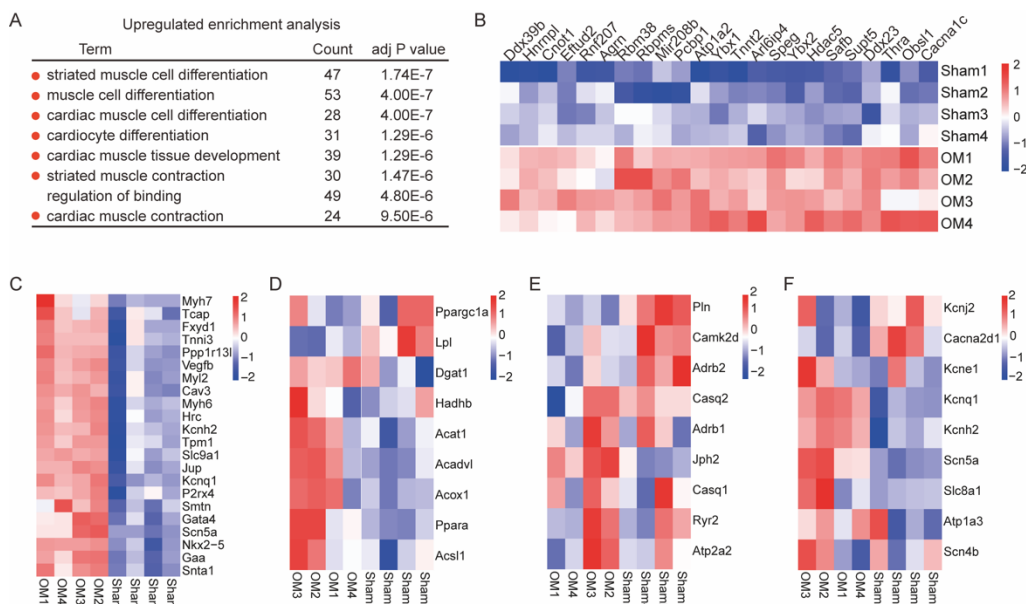 A
Upregulated enrichment analysis
Term Count adj P value
striated muscle cell differentiation 47 1.74E-7
muscle cell differentiation 53 4.00E-7
cardiac muscle cell differentiation 28 4.00E-7
cardiocyte differentiation 31 1.29E-6
cardiac muscle tissue development 39 1.29E-6
striated muscle contraction 30 1.47E-6
regulation of binding 49 4.80E-6
cardiac muscle contraction 24 9.50E-6
B
Ddx39b
Hnrnpl
Cnot1
Eftud2
Rnf207
Agrn
Rbm38
Rbpms
Mir208b
Pcbp1
Atp1a2
Ybx1
Tnnt2
Arl6ip4
Speg
Ybx2
Hdac5
Safb
Supt5
Ddx23
Thra
Obsl1
Cacna1c
Sham1
Sham2
Sham3
Sham4
OM1
OM2
OM3
OM4
2
1
0
−1
−2
C
Myh7
Tcap
Fxyd1
Tnni3
Ppp1r13l
Vegfb
Myl2
Cav3
Myh6
Hrc
Kcnh2
Tpm1
Slc9a1
Jup
Kcnq1
P2rx4
Smtn
Gata4
Scn5a
Nkx2−5
Gaa
Snta1
2
1
0
−1
−2
OM1
OM4
OM3
OM2
Shar
Shar
Shar
Shar
D
Ppargc1a
Lpl
Dgat1
Hadhb
Acat1
Acadvl
Acox1
Ppara
Acsl1
2
1
0
−1
−2
OM3
OM2
OM1
OM4
Sham
Sham
Sham
Sham
E
Pln
Camk2d
Adrb2
Casq2
Adrb1
Jph2
Casq1
Ryr2
Atp2a2
2
1
0
−1
−2
OM1
OM4
OM3
OM2
Sham
Sham
Sham
Sham
F
Kcnj2
Cacna2d1
Kcne1
Kcnq1
Kcnh2
Scn5a
Slc8a1
Atp1a3
Scn4b
2
1
0
−1
−2
OM3
OM2
OM1
OM4
Sham
Sham
Sham
Sham